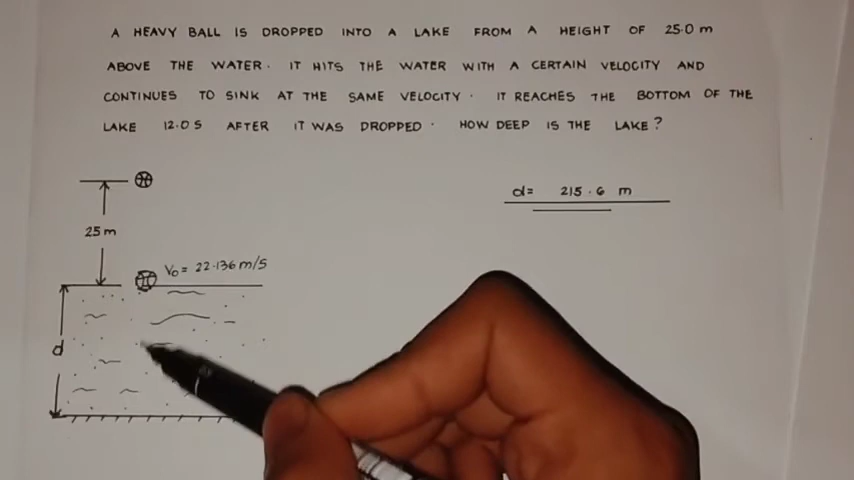 A HEAVY BALL IS DROPPED INTO A LAKE FROM A HEIGHT OF 25.0 m
ABOVE THE WATER. IT HITS THE WATER WITH A CERTAIN VELOCITY AND
CONTINUES TO SINK AT THE SAME VELOCITY. IT REACHES THE BOTTOM OF THE
LAKE 12.0 S AFTER IT WAS DROPPED. HOW DEEP IS THE LAKE?
d= 215.6 m
25 m
V₀ = 22.136 m/s
d